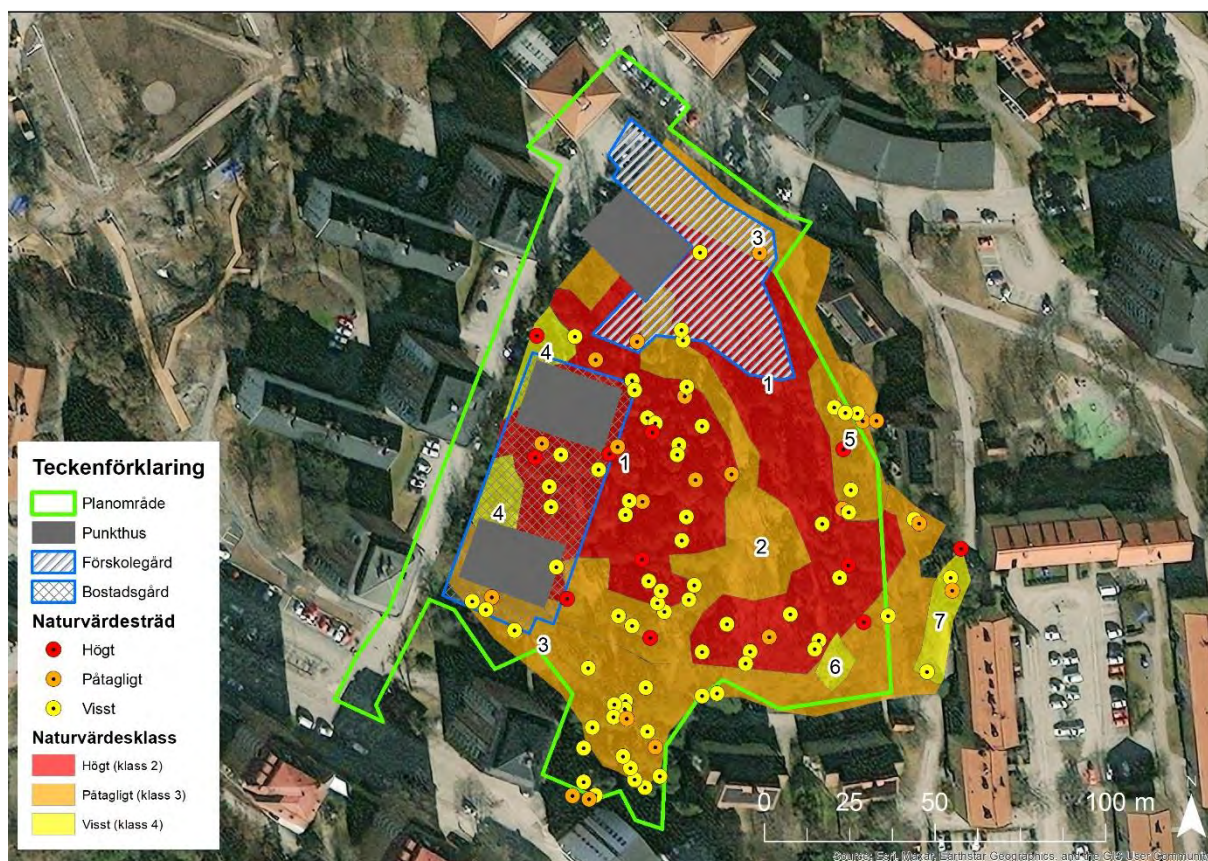 3
1
4
1
5
4
2
7
3
6
Teckenförklaring
Planområde
Punkthus
Förskolegård
Bostadsgård
Naturvärdesträd
Högt
Påtagligt
Visst
Naturvärdesklass
Högt (klass 2)
Påtagligt (klass 3)
Visst (klass 4)
N
0 25 50 100 m
Source: Esri, Maxar, Earthstar Geographics, and the GIS User Community